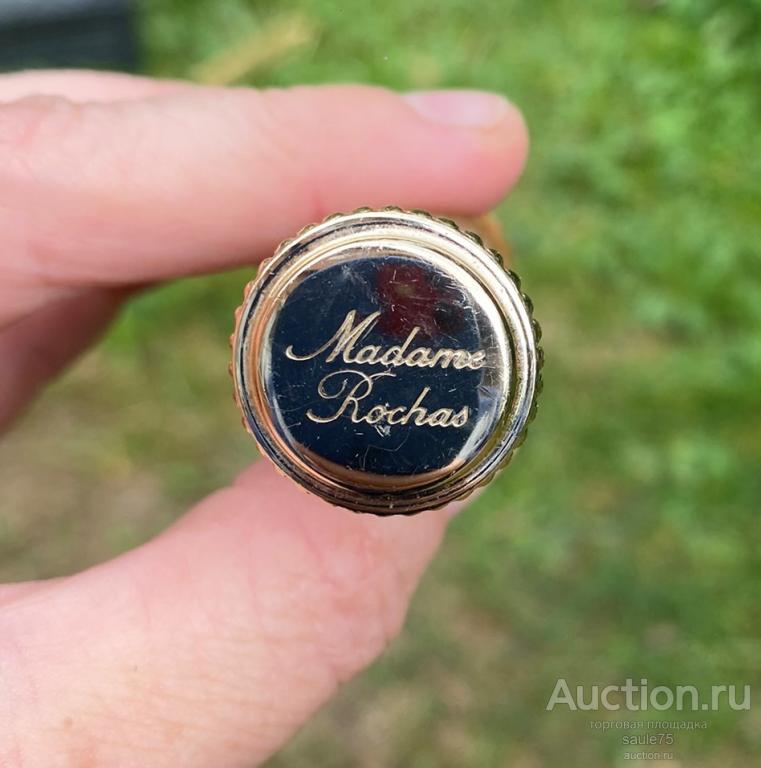 Madame
Rochas
Auction.ru
торговая площадка
saule75
auction.ru